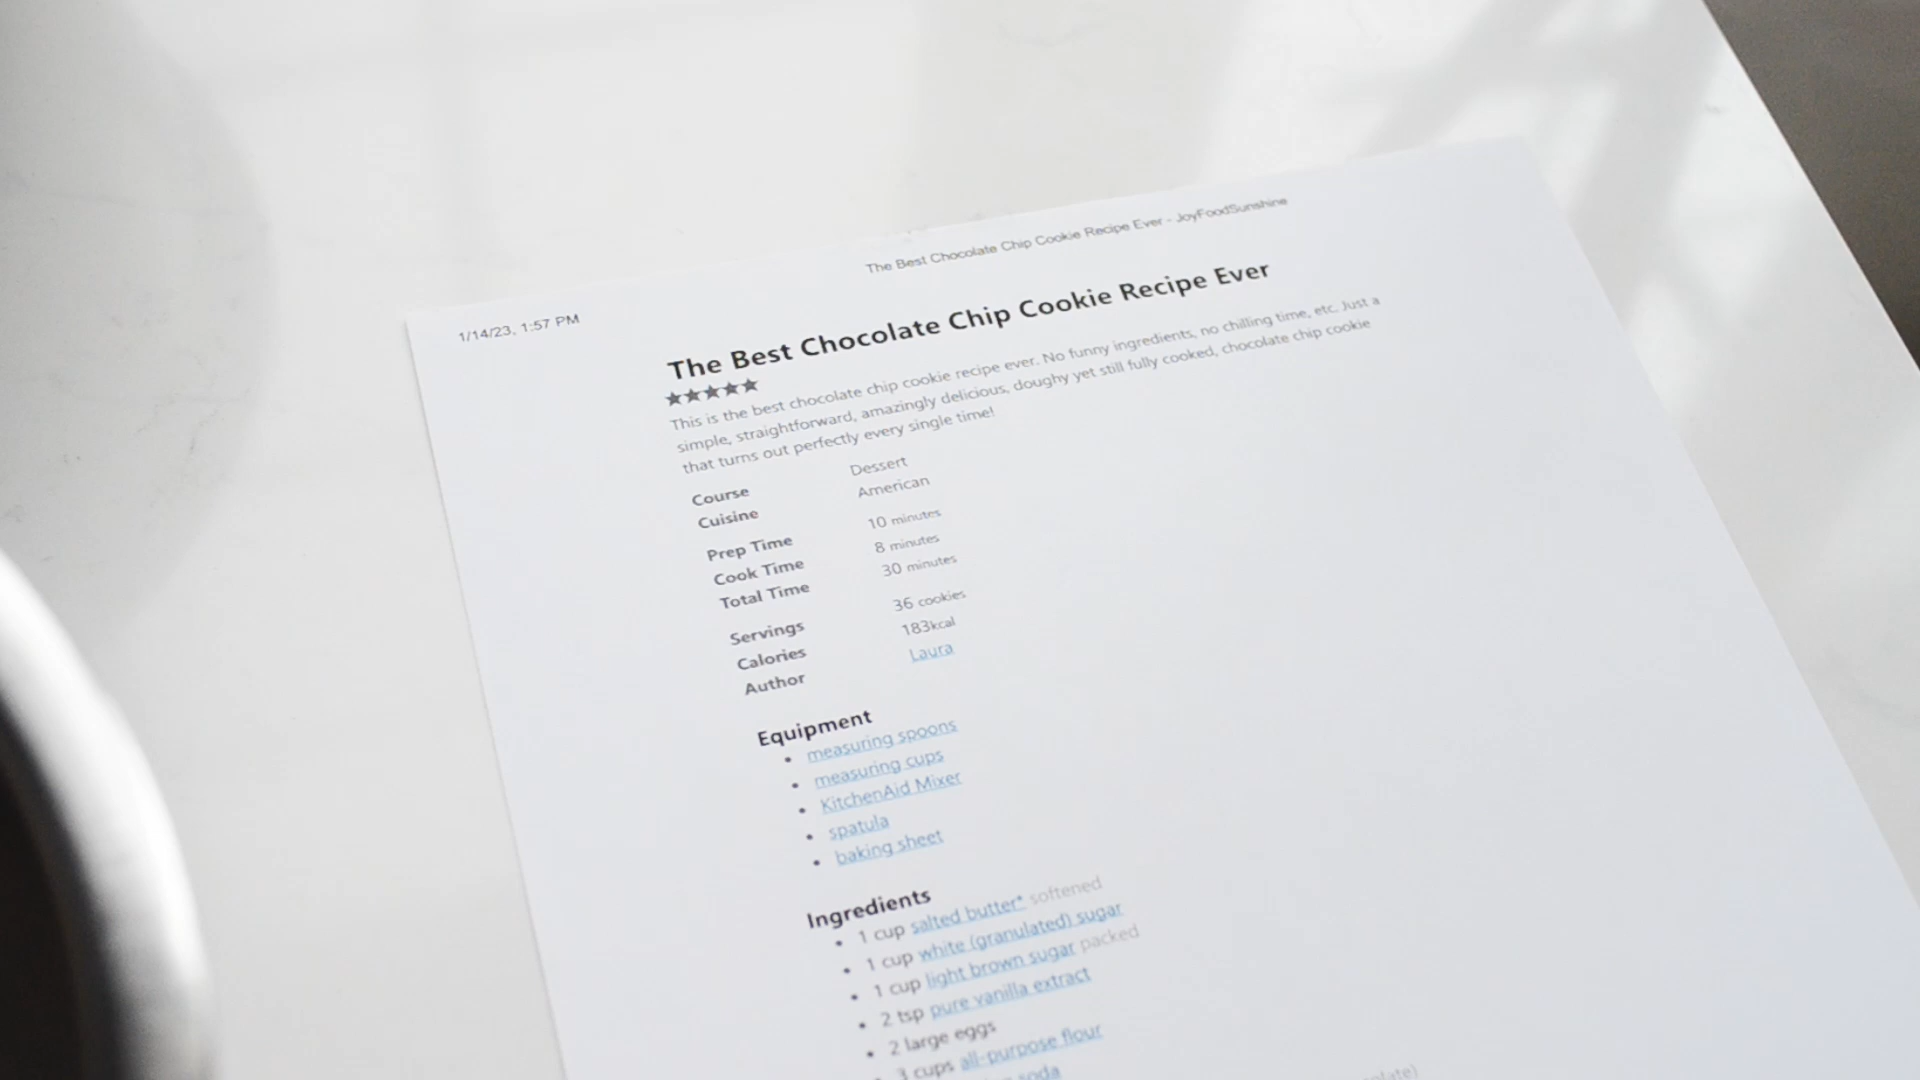 The Best Chocolate Chip Cookie Recipe Ever - JoyFoodSunshine
1/14/23, 1:57 PM
The Best Chocolate Chip Cookie Recipe Ever
★★★★★
This is the best chocolate chip cookie recipe ever. No funny ingredients, no chilling time, etc. Just a
simple, straightforward, amazingly delicious, doughy yet still fully cooked, chocolate chip cookie
that turns out perfectly every single time!
Course Dessert
Cuisine American
Prep Time 10 minutes
Cook Time 8 minutes
Total Time 30 minutes
Servings 36 cookies
Calories 183kcal
Author Laura
Equipment
• measuring spoons
• measuring cups
• KitchenAid Mixer
• spatula
• baking sheet
Ingredients
• 1 cup salted butter* softened
• 1 cup white (granulated) sugar
• 1 cup light brown sugar packed
• 2 tsp pure vanilla extract
• 2 large eggs
• 3 cups all-purpose flour
soda